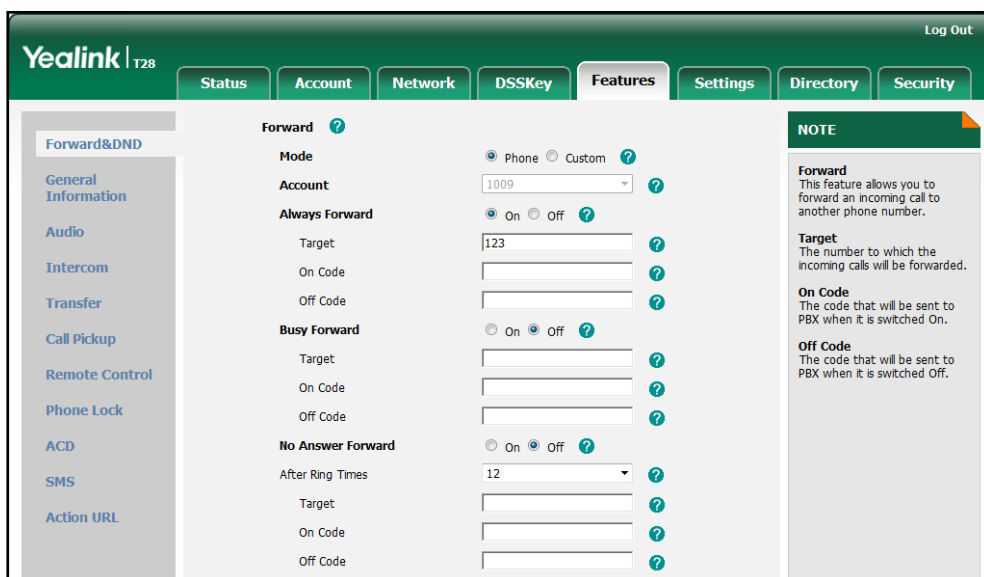 Log Out
Yealink T28
Status Account Network DSSKey Features Settings Directory Security
Forward&DND
General
Information
Audio
Intercom
Transfer
Call Pickup
Remote Control
Phone Lock
ACD
SMS
Action URL
Forward ?
Mode Phone Custom ?
Account 1009 ?
Always Forward On Off ?
Target 123 ?
On Code ?
Off Code ?
Busy Forward On Off ?
Target ?
On Code ?
Off Code ?
No Answer Forward On Off ?
After Ring Times 12 ?
Target ?
On Code ?
Off Code ?
NOTE
Forward
This feature allows you to
forward an incoming call to
another phone number.
Target
The number to which the
incoming calls will be forwarded.
On Code
The code that will be sent to
PBX when it is switched On.
Off Code
The code that will be sent to
PBX when it is switched Off.